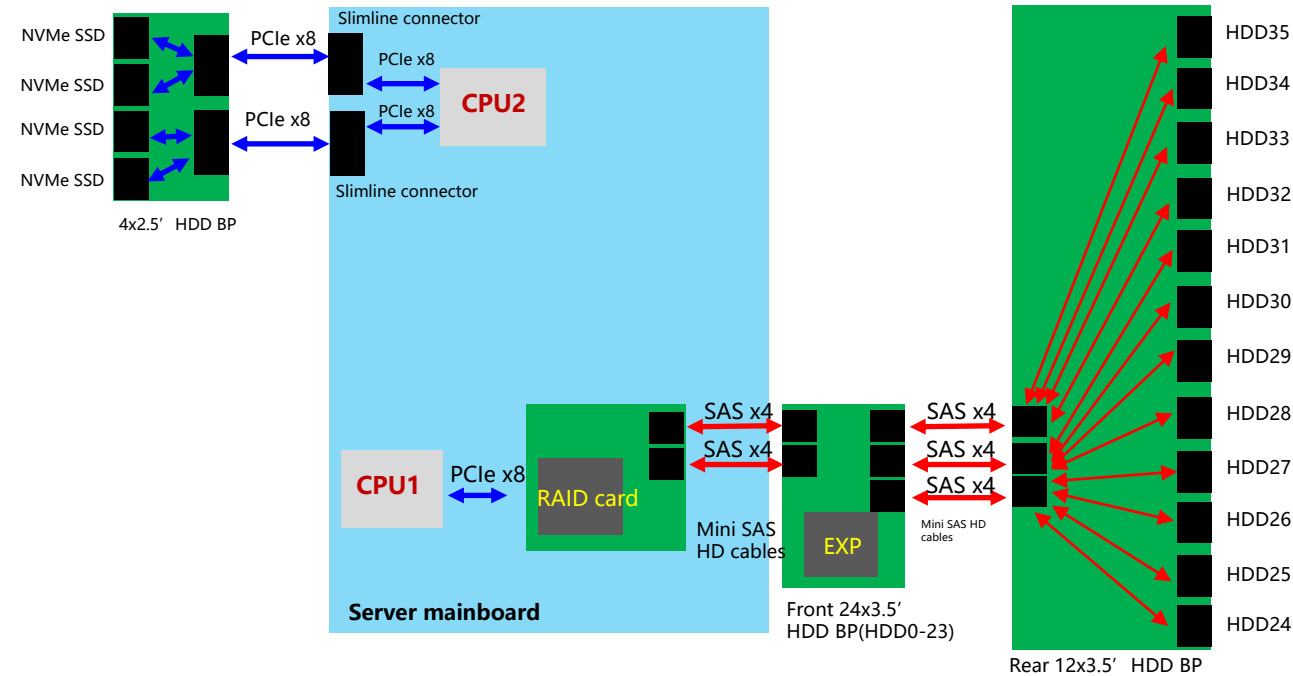 NVMe SSD
NVMe SSD
NVMe SSD
NVMe SSD
4x2.5′ HDD BP
PCIe x8
PCIe x8
Slimline connector
PCIe x8
PCIe x8
CPU2
Slimline connector
CPU1
PCIe x8
RAID card
Server mainboard
SAS x4
SAS x4
Mini SAS
HD cables
EXP
Front 24x3.5′
HDD BP(HDD0-23)
SAS x4
SAS x4
SAS x4
Mini SAS HD
cables
HDD35
HDD34
HDD33
HDD32
HDD31
HDD30
HDD29
HDD28
HDD27
HDD26
HDD25
HDD24
Rear 12x3.5′ HDD BP